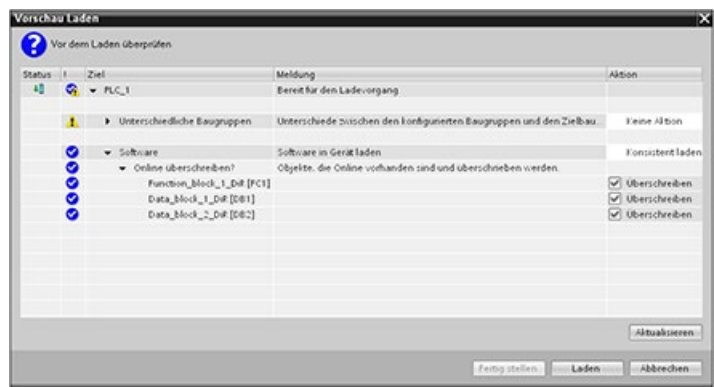 Vorschau Laden
Vor dem Laden überprüfen
Status ! Ziel Meldung Aktion
PLC_1 Bereit für den Ladevorgang.
Unterschiedliche Baugruppen Unterschiede zwischen den konfigurierten Baugruppen und den Zielbau... Keine Aktion
Software Software in Gerät laden Konsistent laden
Online überschreiben? Objekte, die Online vorhanden sind und überschrieben werden.
Function_block_1_Diff [FC1] Überschreiben
Data_block_1_Diff [DB1] Überschreiben
Data_block_2_Diff [DB2] Überschreiben
Aktualisieren
Fertig stellen Laden Abbrechen